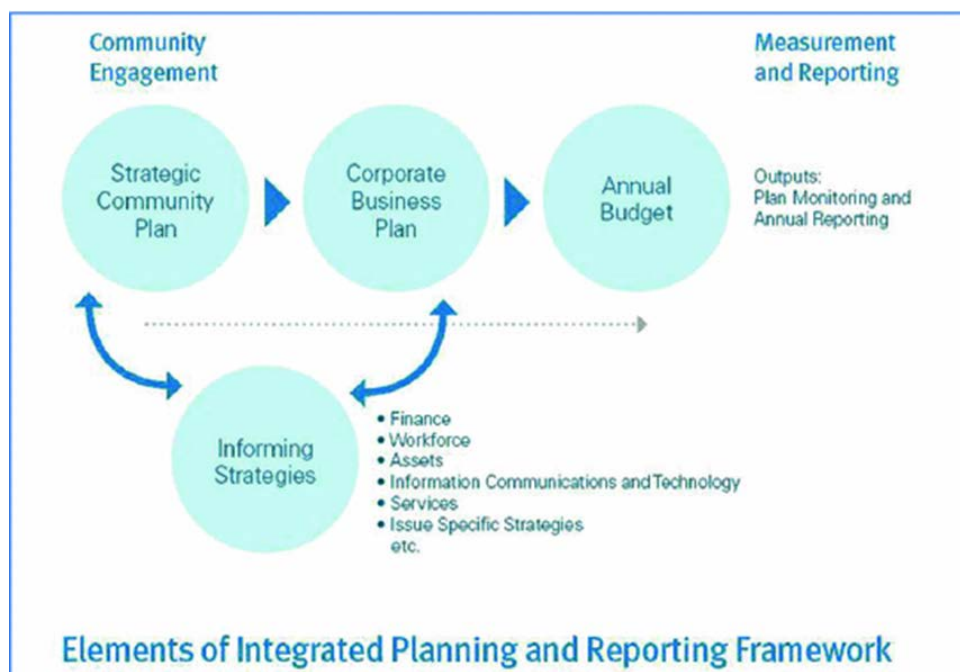 Community
Engagement
Measurement
and Reporting
Strategic
Community
Plan
Corporate
Business
Plan
Annual
Budget
Outputs:
Plan Monitoring and
Annual Reporting
Informing
Strategies
• Finance
• Workforce
• Assets
• Information Communications and Technology
• Services
• Issue Specific Strategies
etc.
Elements of Integrated Planning and Reporting Framework